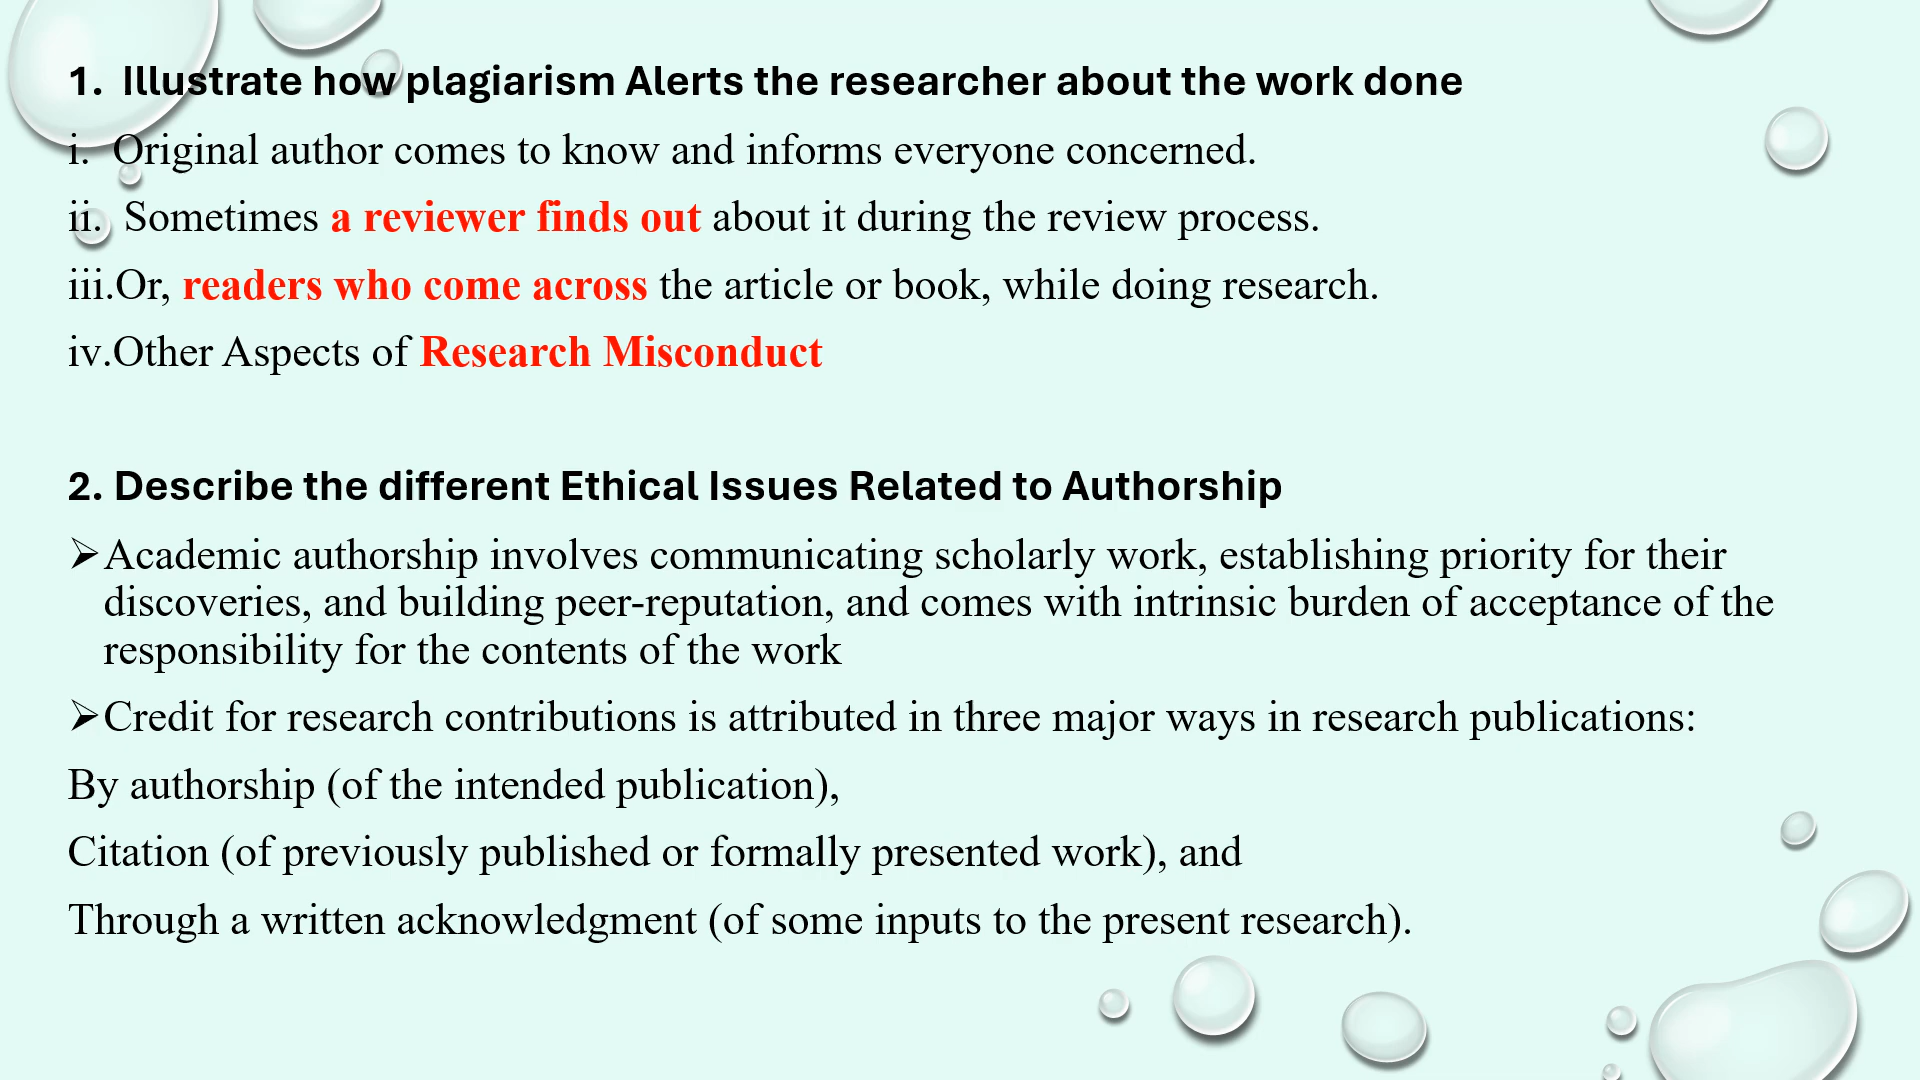 1. Illustrate how plagiarism Alerts the researcher about the work done
i. Original author comes to know and informs everyone concerned.
ii. Sometimes a reviewer finds out about it during the review process.
iii.Or, readers who come across the article or book, while doing research.
iv.Other Aspects of Research Misconduct
2. Describe the different Ethical Issues Related to Authorship
➢Academic authorship involves communicating scholarly work, establishing priority for their
discoveries, and building peer-reputation, and comes with intrinsic burden of acceptance of the
responsibility for the contents of the work
➢Credit for research contributions is attributed in three major ways in research publications:
By authorship (of the intended publication),
Citation (of previously published or formally presented work), and
Through a written acknowledgment (of some inputs to the present research).